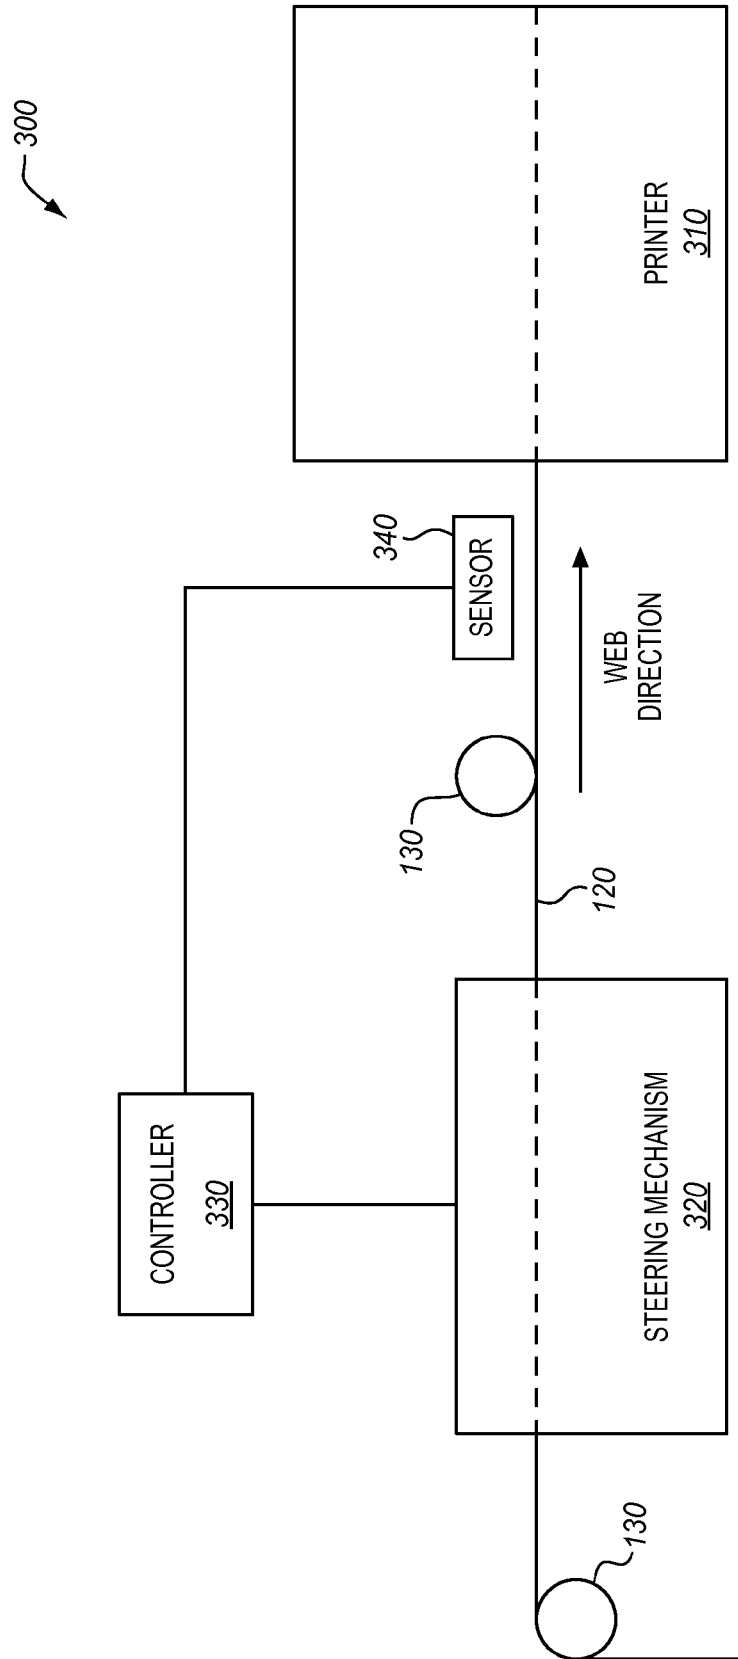 300
CONTROLLER
330
340
SENSOR
130
120
WEB
DIRECTION
PRINTER
310
STEERING MECHANISM
320
130